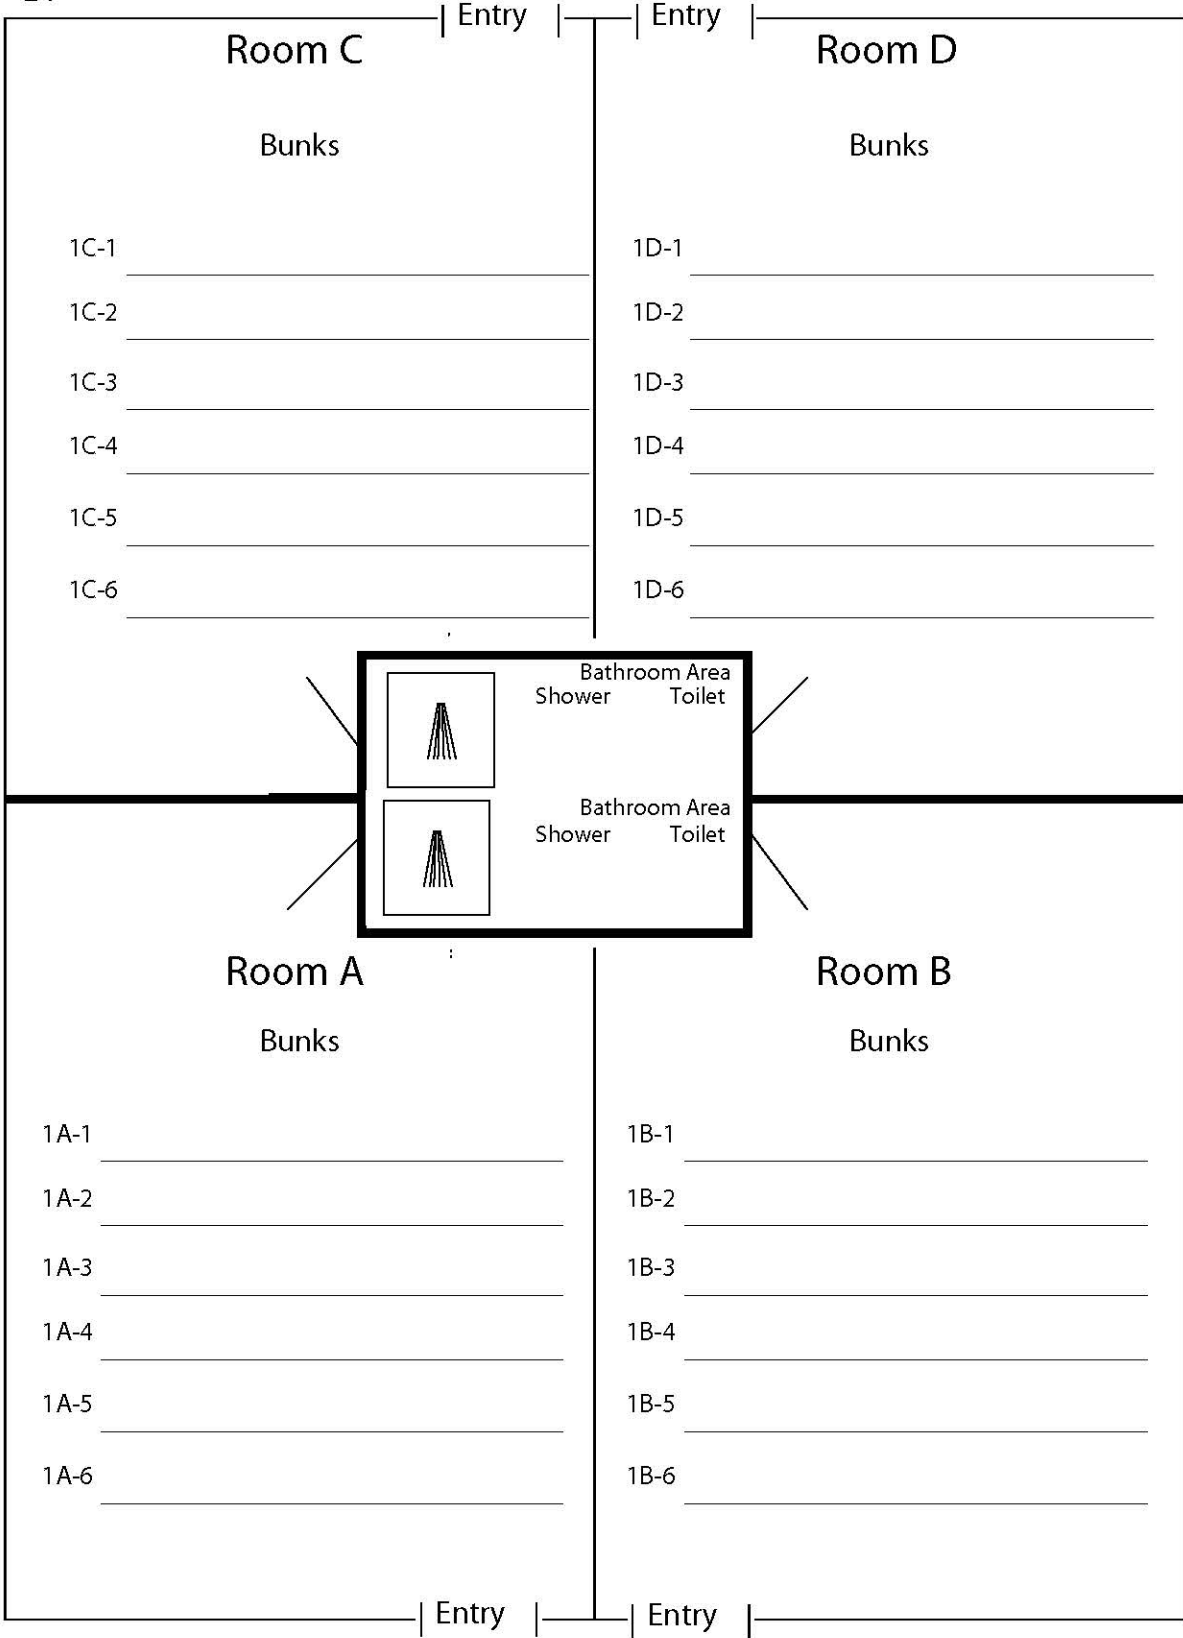 Entry Entry
Room C Room D
Bunks Bunks
1C-1 1D-1
1C-2 1D-2
1C-3 1D-3
1C-4 1D-4
1C-5 1D-5
1C-6 1D-6
Bathroom Area
Shower Toilet
Bathroom Area
Shower Toilet
Room A Room B
Bunks Bunks
1A-1 1B-1
1A-2 1B-2
1A-3 1B-3
1A-4 1B-4
1A-5 1B-5
1A-6 1B-6
Entry Entry